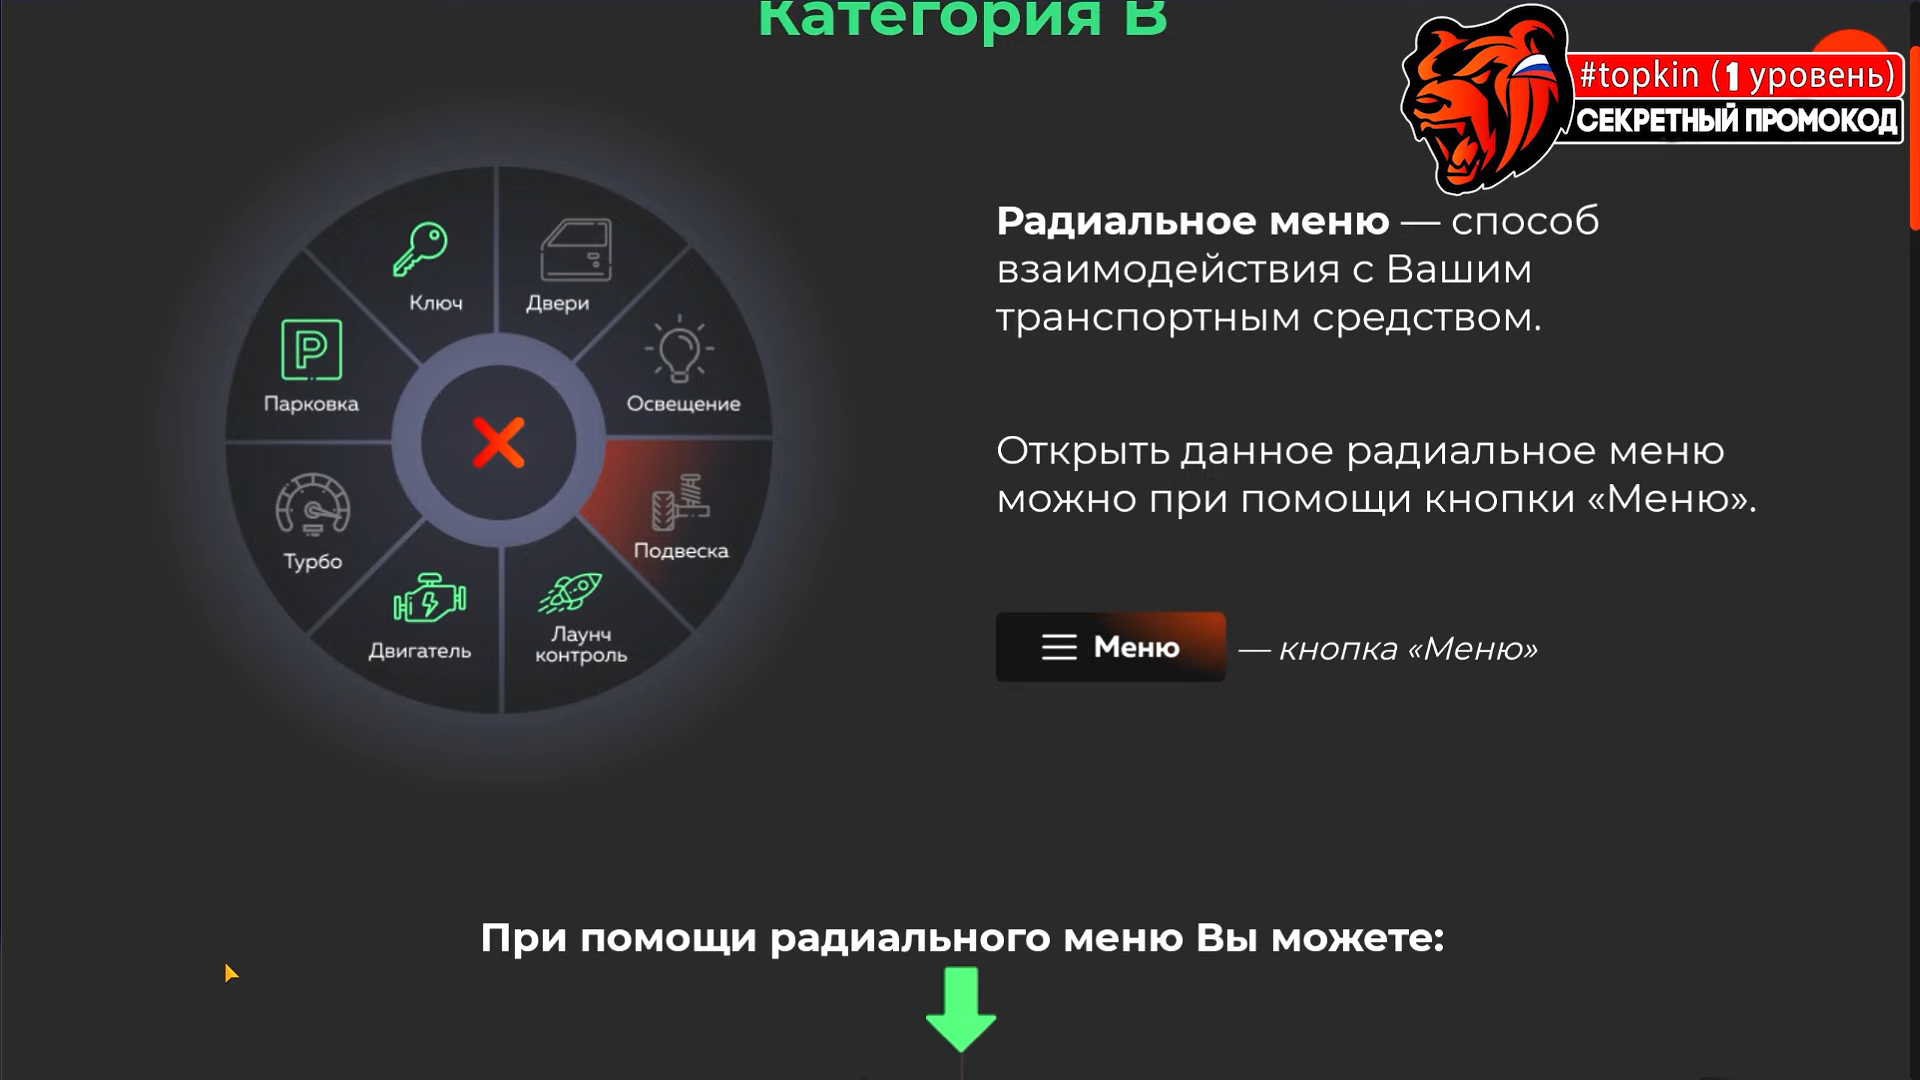 Категория B
#topkin (1 уровень)
СЕКРЕТНЫЙ ПРОМОКОД
Ключ
Двери
Парковка
Освещение
Турбо
Подвеска
Двигатель
Лаунч
контроль
Радиальное меню — способ
взаимодействия с Вашим
транспортным средством.
Открыть данное радиальное меню
можно при помощи кнопки «Меню».
Меню — кнопка «Меню»
При помощи радиального меню Вы можете: